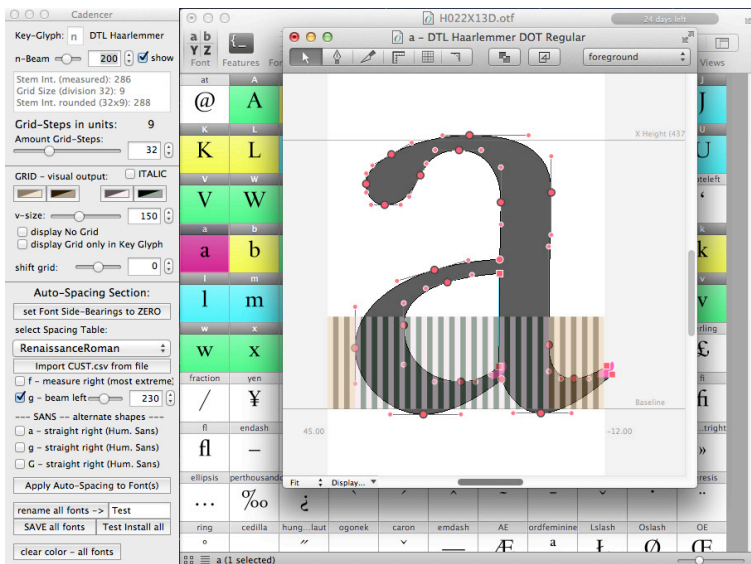 Cadencer
Key-Glyph: n DTL Haarlemmer
n-Beam 200 show
Stem Int. (measured): 286
Grid Size (division 32): 9
Stem Int. rounded (32x9): 288
Grid-Steps in units: 9
Amount Grid-Steps:
32
GRID - visual output: ITALIC
v-size: 150
display No Grid
display Grid only in Key Glyph
shift grid: 0
Auto-Spacing Section:
set Font Side-Bearings to ZERO
select Spacing Table:
RenaissanceRoman
Import CUST.csv from file
f - measure right (most extreme)
g - beam left 230
--- SANS -- alternate shapes ---
a - straight right (Hum. Sans)
g - straight right (Hum. Sans)
G - straight right (Hum. Sans)
Apply Auto-Spacing to Font(s)
rename all fonts -> Test
SAVE all fonts Test Install all
clear color - all fonts
H022X13D.otf 24 days left
a b
Y Z {_
Font Features Views
a - DTL Haarlemmer DOT Regular
foreground
X Height (437
Baseline
45.00 -12.00
Fit Display...
at A
@ A J
K L U
K L U
V W
V W ‘
a b k
a b k
l m v
l m v
w x
w x £
fraction yen fi
/ ¥ fi
fl endash
fl – »
ellipsis perthousand
… ‰ ¿
ring cedilla hung...laut ogonek caron emdash AE ordfeminine Lslash Oslash OE
° ˝ ˇ — Æ ª Ł Ø Œ
a (1 selected)